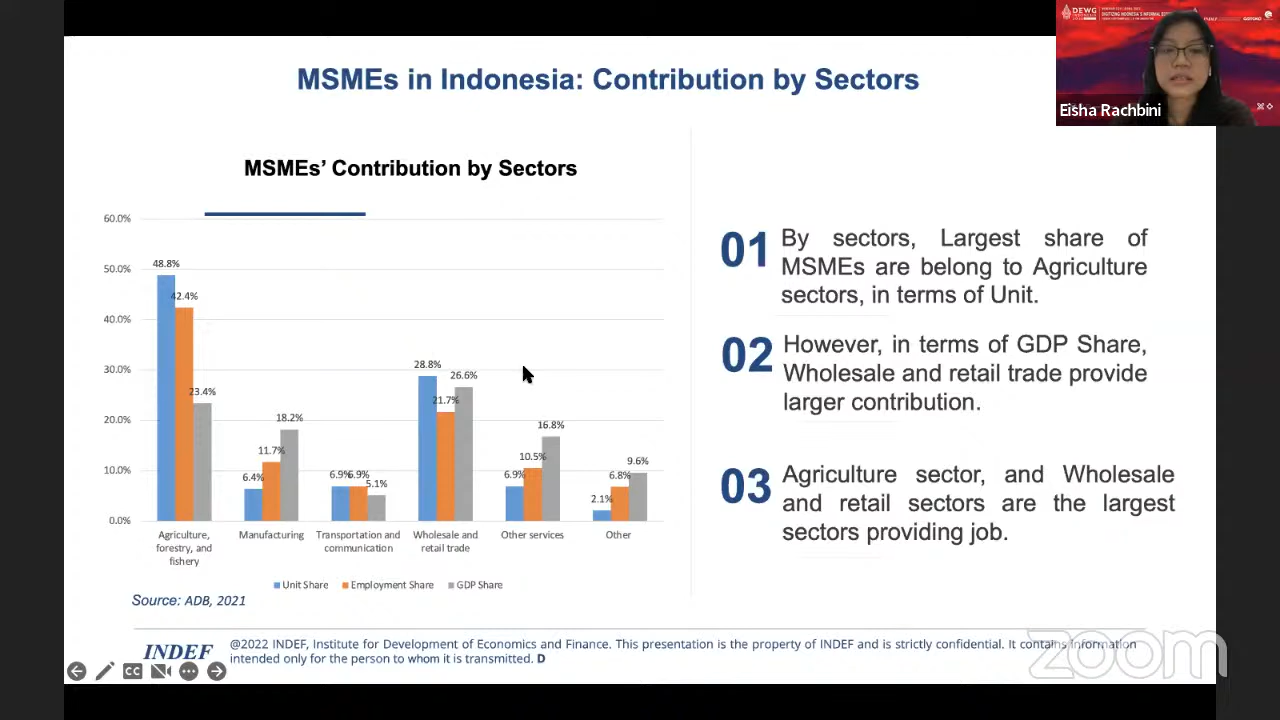 MSMEs in Indonesia: Contribution by Sectors
DEWG
Eisha Rachbini
MSMEs' Contribution by Sectors
60.0%
50.0%
40.0%
30.0%
20.0%
10.0%
0.0%
48.8%
42.4%
23.4%
6.4%
11.7%
18.2%
6.9%
6.9%
5.1%
28.8%
21.7%
26.6%
6.9%
10.5%
16.8%
2.1%
6.8%
9.6%
Agriculture,
forestry, and
fishery
Manufacturing
Transportation and
communication
Wholesale and
retail trade
Other services
Other
Unit Share
Employment Share
GDP Share
Source: ADB, 2021
01
By sectors, Largest share of
MSMEs are belong to Agriculture
sectors, in terms of Unit.
02
However, in terms of GDP Share,
Wholesale and retail trade provide
larger contribution.
03
Agriculture sector, and Wholesale
and retail sectors are the largest
sectors providing job.
INDEF
@2022 INDEF, Institute for Development of Economics and Finance. This presentation is the property of INDEF and is strictly confidential. It contains information
intended only for the person to whom it is transmitted. D
CC
zoom